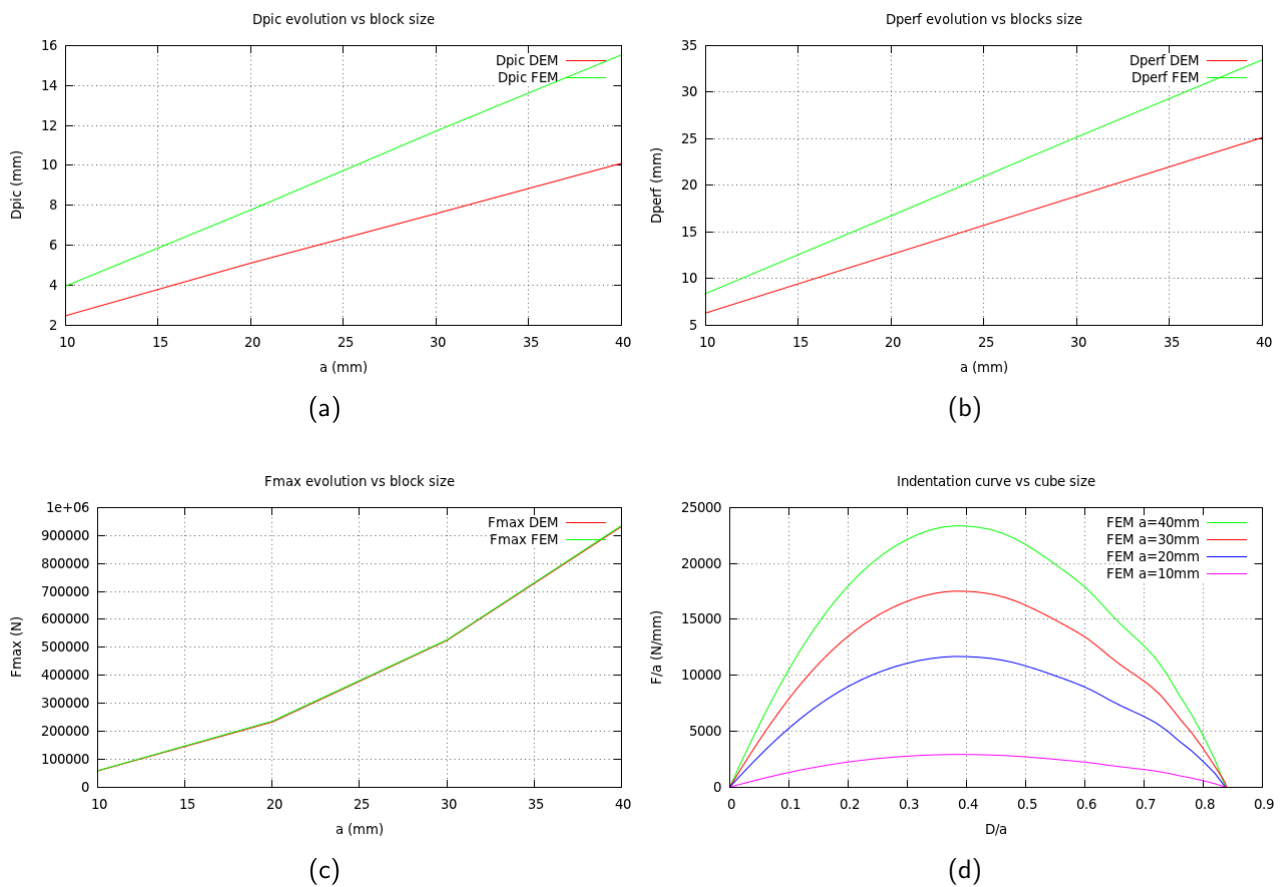 Dpic evolution vs block size
Dpic (mm)
16
14
12
10
8
6
4
2
Dpic DEM
Dpic FEM
10 15 20 25 30 35 40
a (mm)
(a)
Dperf evolution vs blocks size
Dperf (mm)
35
30
25
20
15
10
5
Dperf DEM
Dperf FEM
10 15 20 25 30 35 40
a (mm)
(b)
Fmax evolution vs block size
Fmax (N)
1e+06
900000
800000
700000
600000
500000
400000
300000
200000
100000
0
Fmax DEM
Fmax FEM
10 15 20 25 30 35 40
a (mm)
(c)
Indentation curve vs cube size
F/a (N/mm)
25000
20000
15000
10000
5000
0
FEM a=40mm
FEM a=30mm
FEM a=20mm
FEM a=10mm
0 0.1 0.2 0.3 0.4 0.5 0.6 0.7 0.8 0.9
D/a
(d)